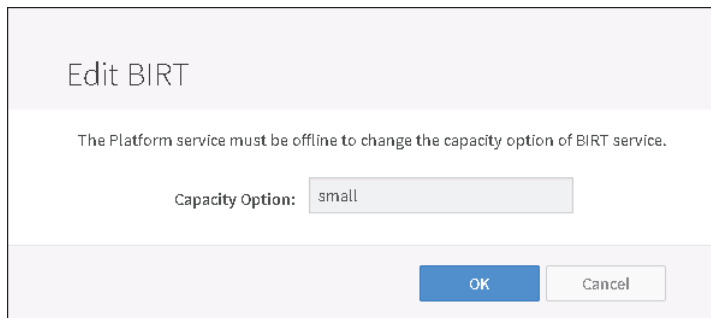 Edit BIRT
The Platform service must be offline to change the capacity option of BIRT service.
Capacity Option: small
OK Cancel